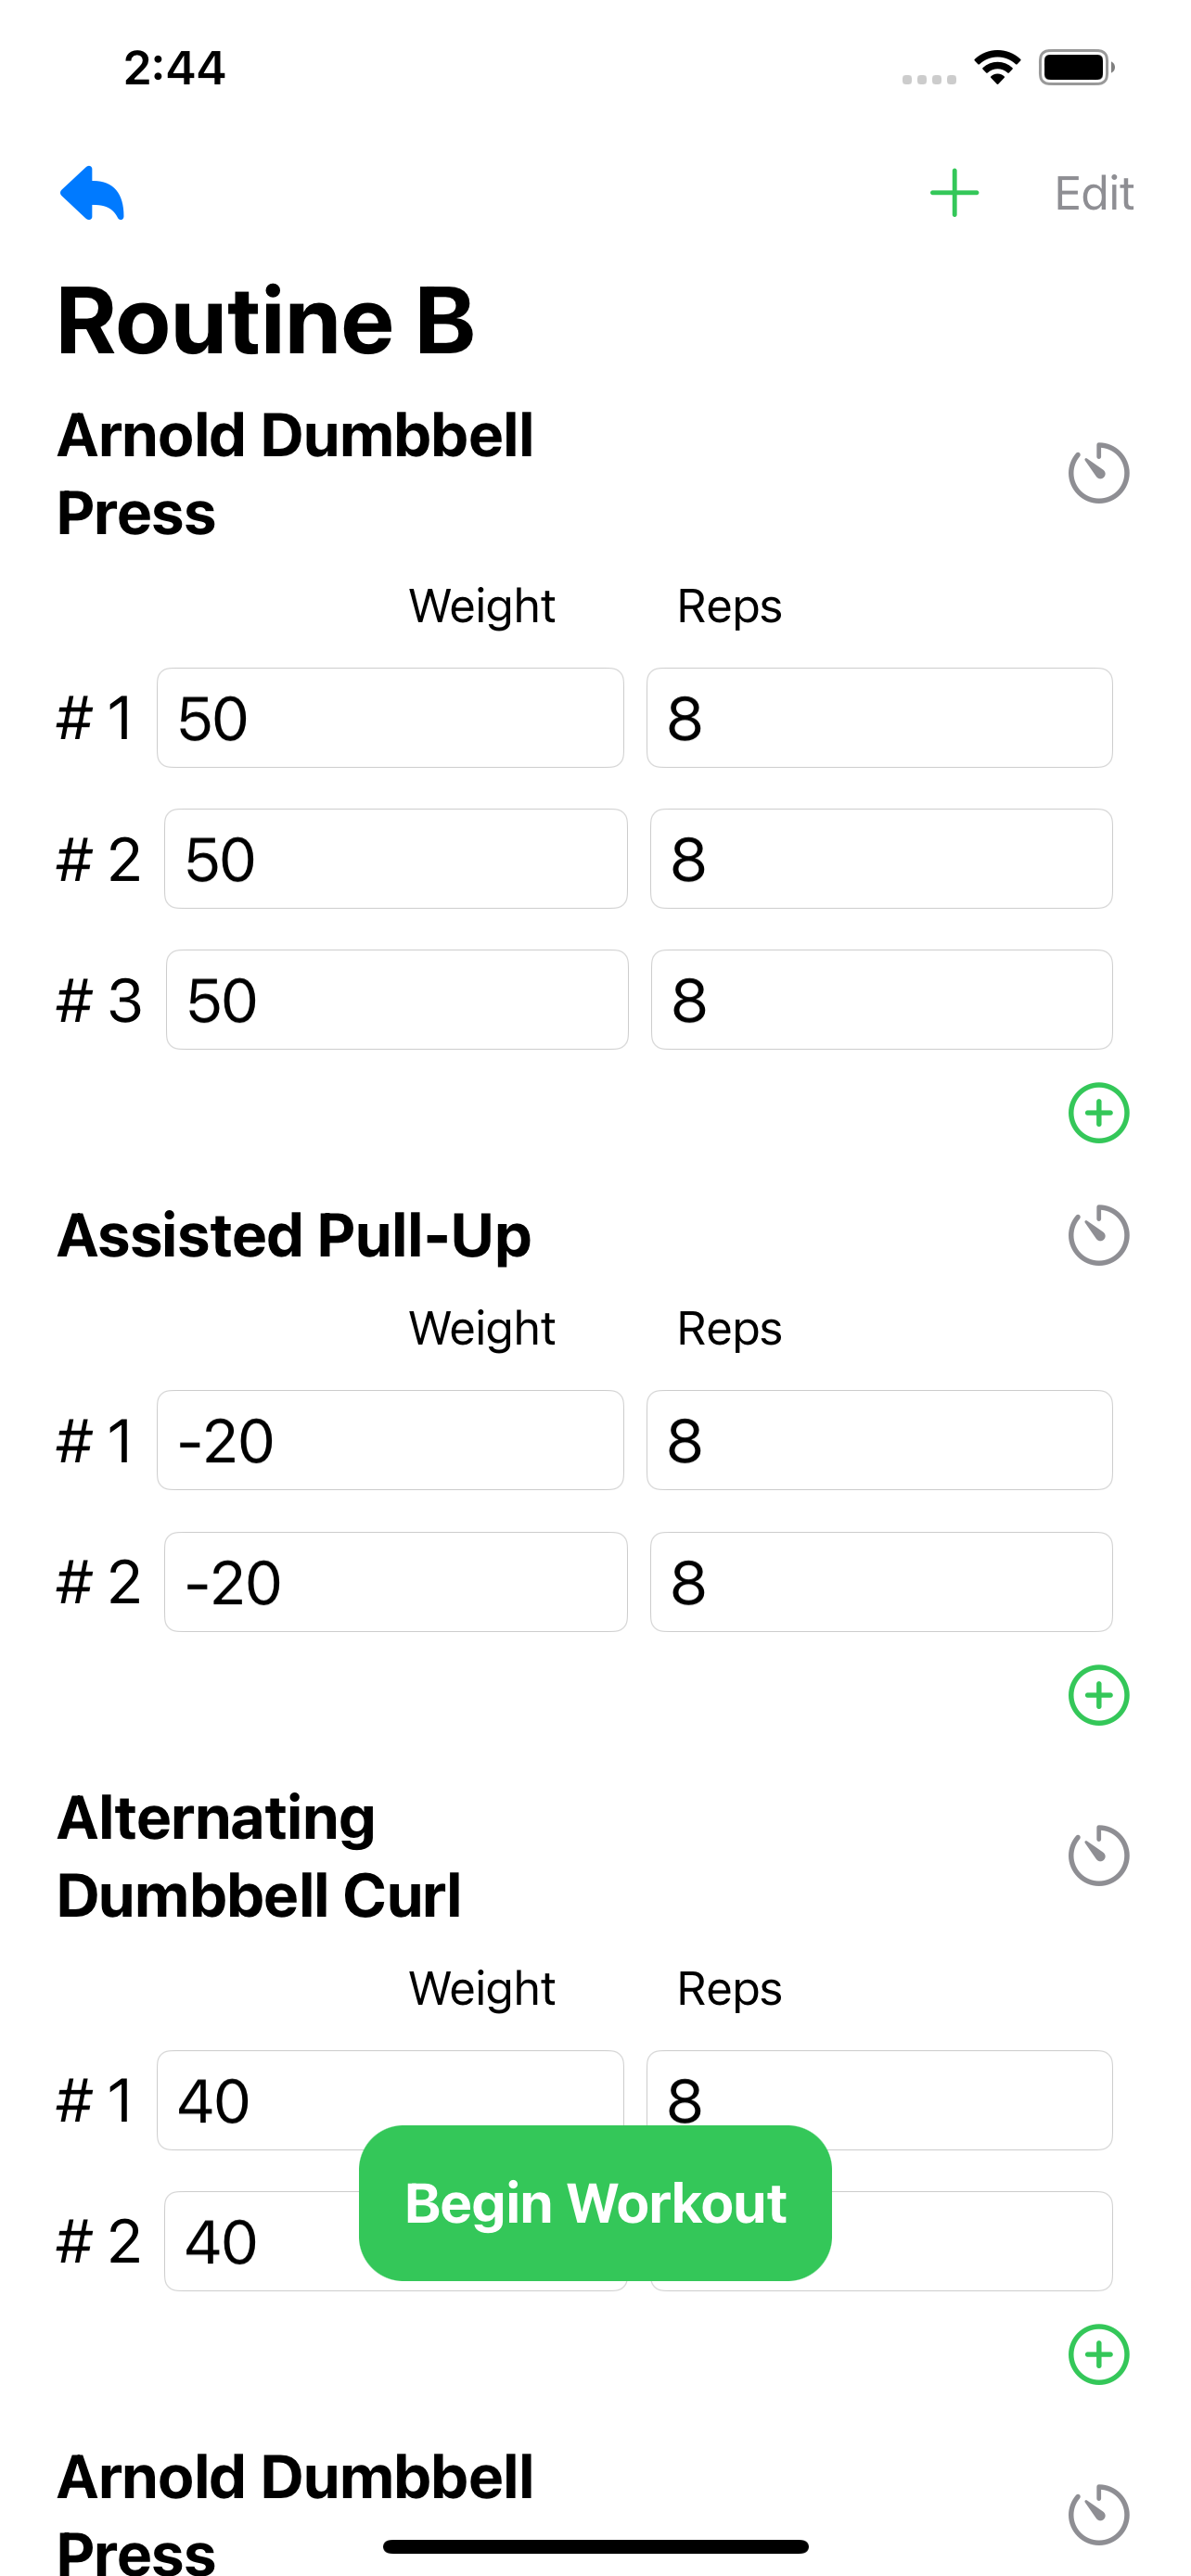 2:44
Edit
Routine B
Arnold Dumbbell
Press
Weight Reps
# 1 50 8
# 2 50 8
# 3 50 8
Assisted Pull-Up
Weight Reps
# 1 -20 8
# 2 -20 8
Alternating
Dumbbell Curl
Weight Reps
# 1 40 8
Begin Workout
# 2 40
Arnold Dumbbell
Press